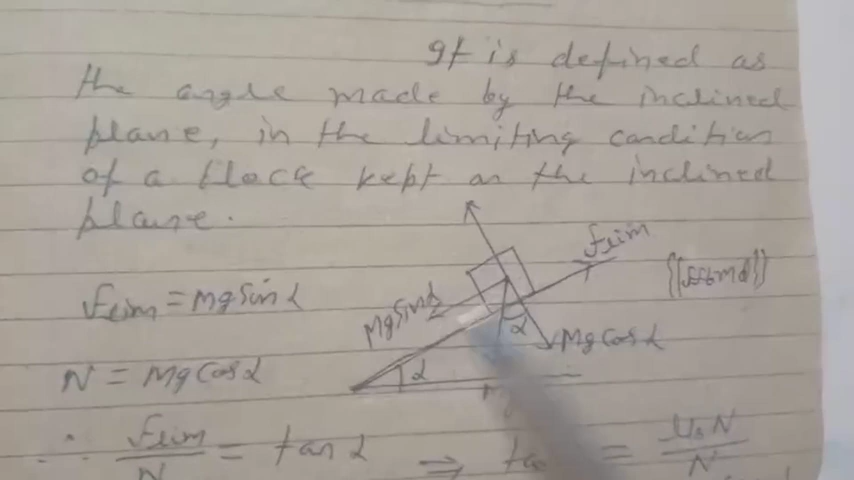 It is defined as
the angle made by the inclined
plane, in the limiting condition
of a block kept on the inclined
plane.
flim
flim = Mg sin α
Mg sin α
α
Mg cos α
N = Mg cos α
α
∴ flim/N = tan α ⇒ = μsN/N